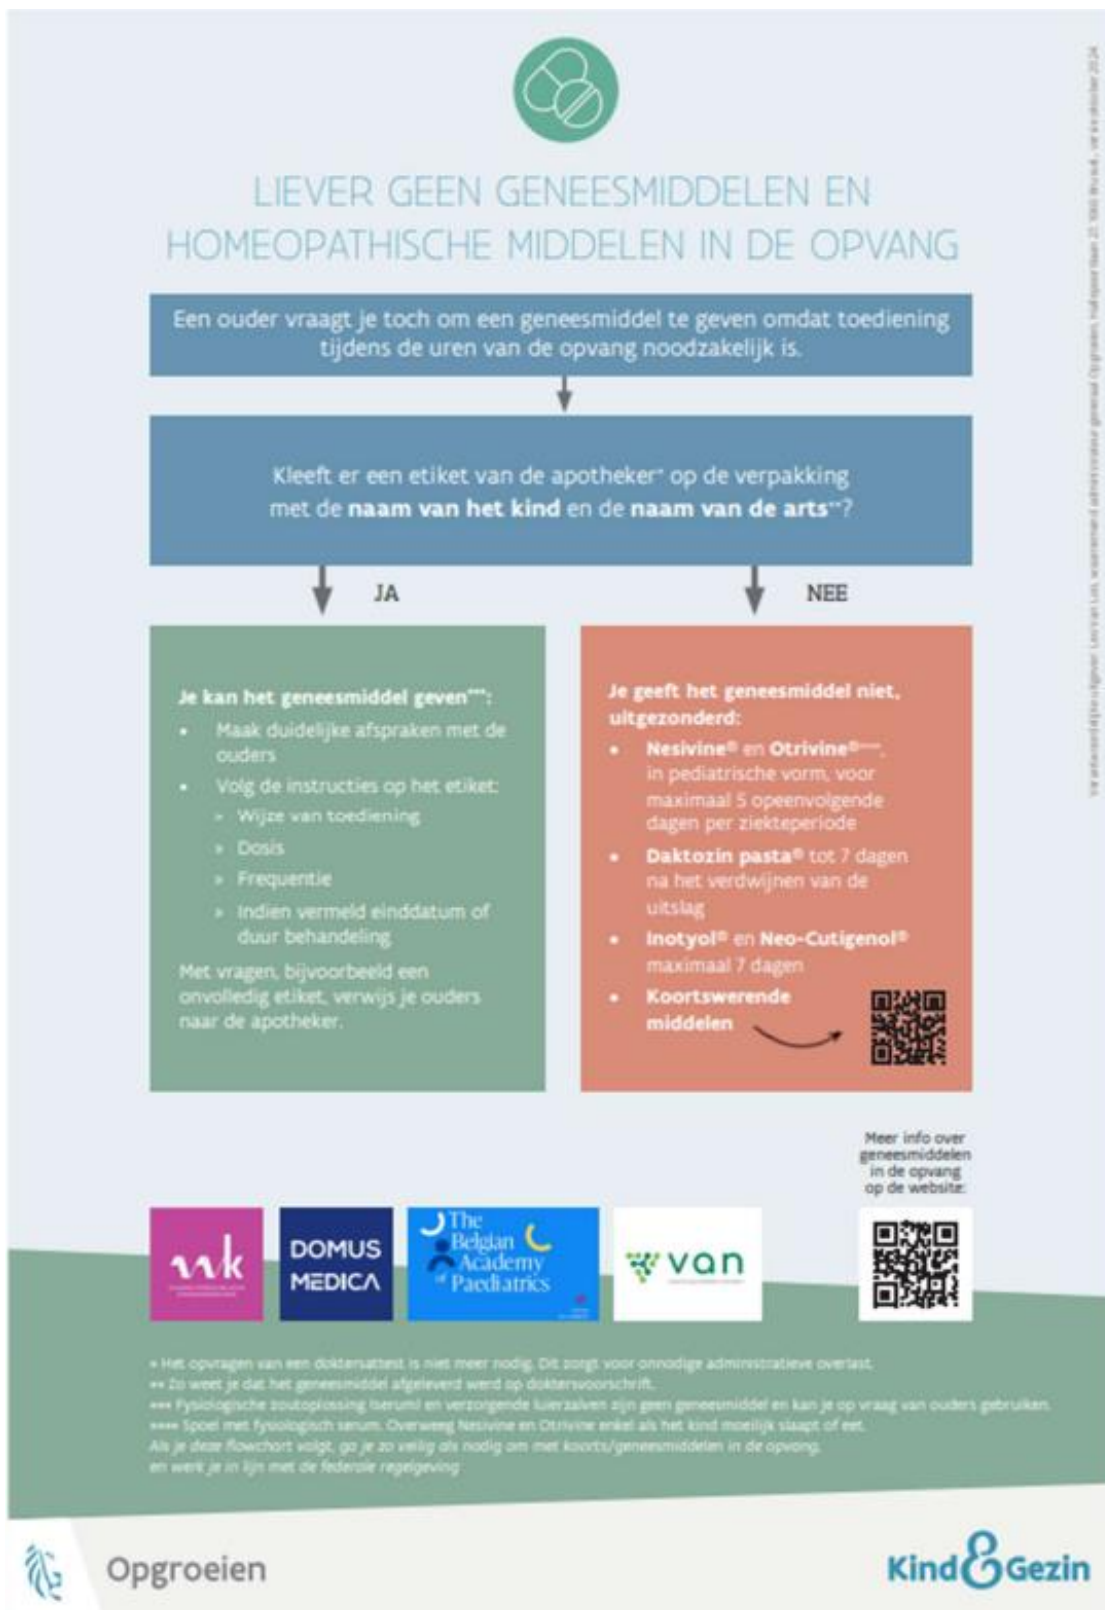 LIEVER GEEN GENEESMIDDELEN EN
HOMEOPATHISCHE MIDDELEN IN DE OPVANG
Een ouder vraagt je toch om een geneesmiddel te geven omdat toediening
tijdens de uren van de opvang noodzakelijk is.
Kleeft er een etiket van de apotheker* op de verpakking
met de naam van het kind en de naam van de arts**?
JA
NEE
Je kan het geneesmiddel geven***:
• Maak duidelijke afspraken met de
ouders
• Volg de instructies op het etiket:
» Wijze van toediening
» Dosis
» Frequentie
» Indien vermeld einddatum of
duur behandeling
Met vragen, bijvoorbeeld een
onvolledig etiket, verwijs je ouders
naar de apotheker.
Je geeft het geneesmiddel niet,
uitgezonderd:
• Nesivine® en Otrivine®****,
in pediatrische vorm, voor
maximaal 5 opeenvolgende
dagen per ziekteperiode
• Daktozin pasta® tot 7 dagen
na het verdwijnen van de
uitslag
• Inotyol® en Neo-Cutigenol®
maximaal 7 dagen
• Koortswerende
middelen
Meer info over
geneesmiddelen
in de opvang
op de website:
vvk
DOMUS
MEDICA
The
Belgian
Academy
of Paediatrics
van
* Het opvragen van een doktersattest is niet meer nodig. Dit zorgt voor onnodige administratieve overlast.
** Zo weet je dat het geneesmiddel afgeleverd werd op doktersvoorschrift.
*** Fysiologische zoutoplossing (serum) en verzorgende luierzalven zijn geen geneesmiddel en kan je op vraag van ouders gebruiken.
**** Spoel met fysiologisch serum. Overweeg Nesivine en Otrivine enkel als het kind moeilijk slaapt of eet.
Als je deze flowchart volgt, ga je zo veilig als nodig om met koorts/geneesmiddelen in de opvang,
en werk je in lijn met de federale regelgeving
Opgroeien
Kind&Gezin